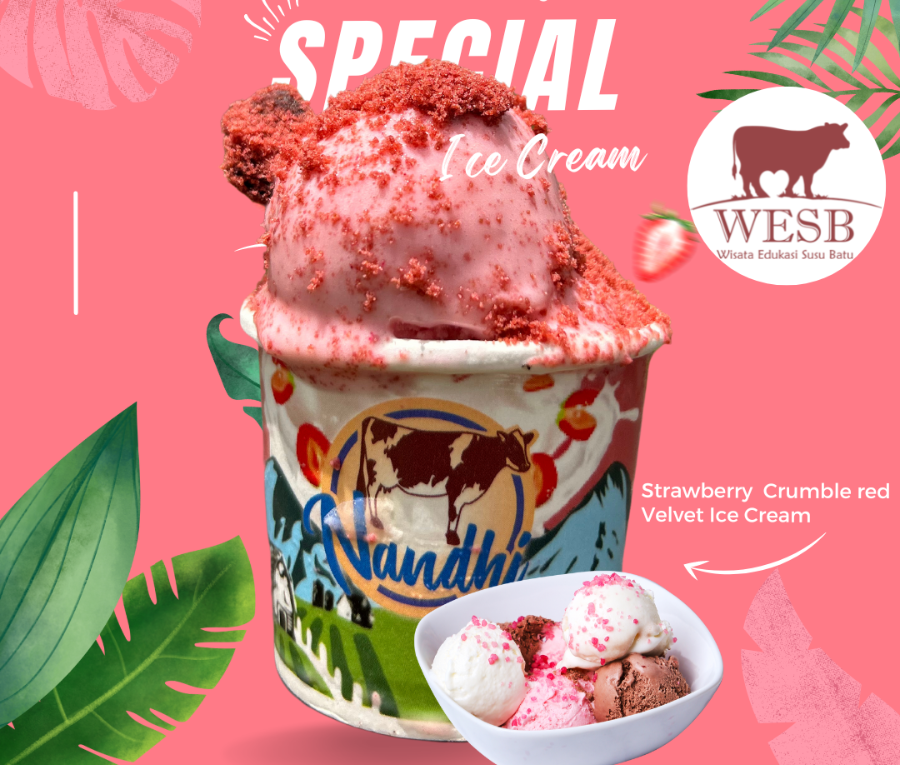 SPECIAL
Ice Cream
WESB
Wisata Edukasi Susu Batu
Nandhi
Strawberry Crumble red
Velvet Ice Cream